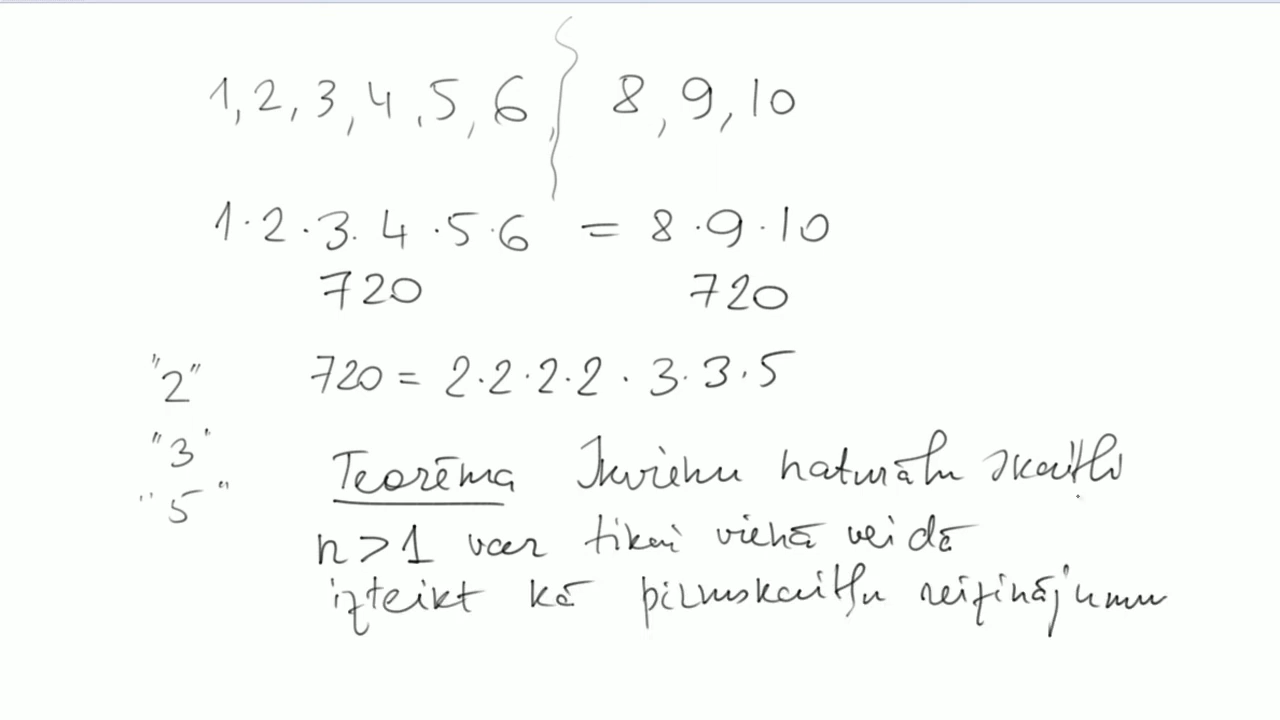 1, 2, 3, 4, 5, 6, 8, 9, 10
1·2·3·4·5·6 = 8·9·10
720 720
"2" 720 = 2·2·2·2·3·3·5
"3"
"5"
Teorēma Ikvienu naturālu skaitli
n>1 var tikai vienā veidā
izteikt kā pirmskaitļu reizinājumu